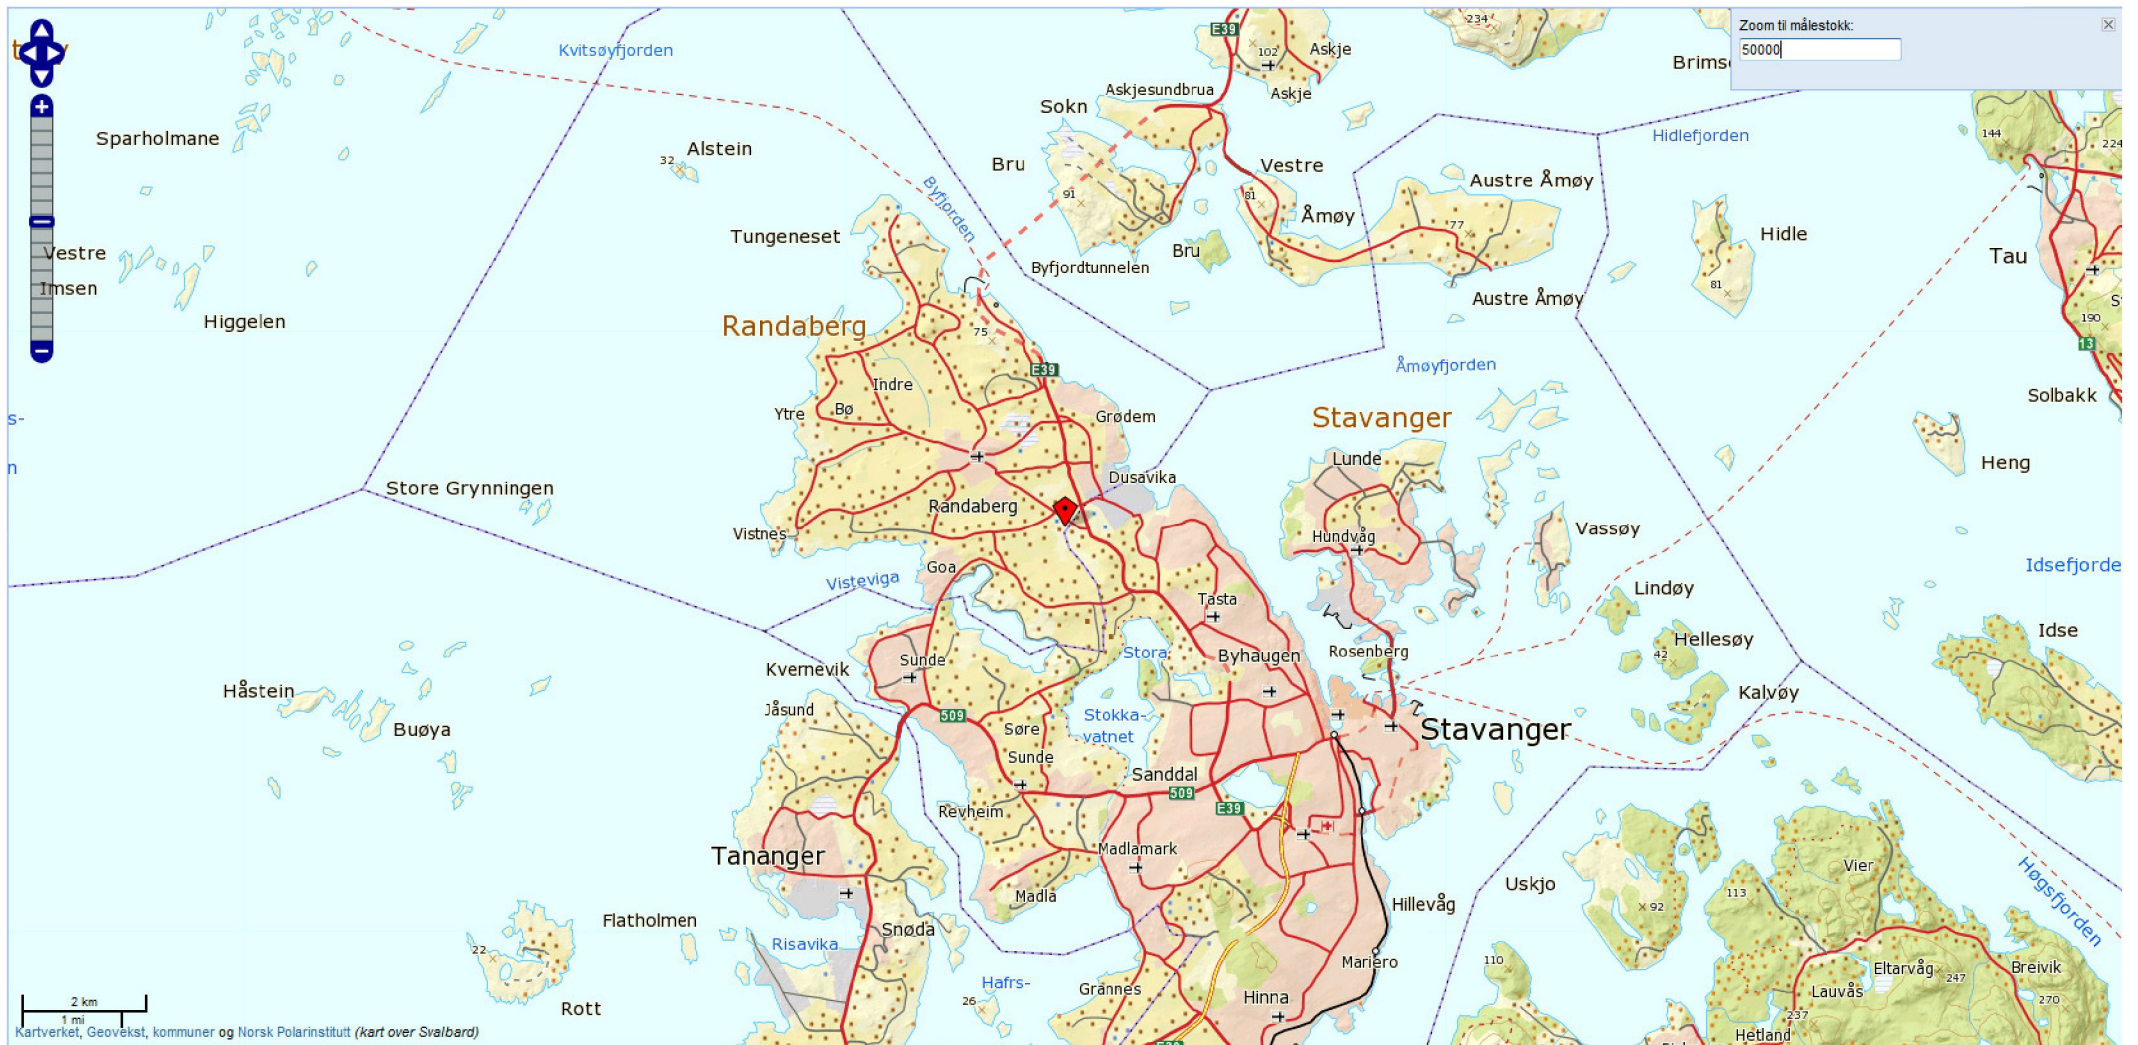 Zoom til målestokk:
50000
234
E39
102
Askje
Kvitsøyfjorden
Askjesundbrua
Askje
Sokn
Hidlefjorden
144
224
Sparholmane
Alstein
32
Bru
Vestre
Austre Åmøy
Byfjorden
91
81
Åmøy
77
Tungeneset
Hidle
Vestre
Imsen
Bru
Tau
Byfjordtunnelen
81
Austre Åmøy
Higgelen
Randaberg
75
190
13
E39
Åmøyfjorden
Indre
Solbakk
Ytre
Bø
Grødem
Stavanger
Lunde
Heng
Store Grynningen
Dusavika
Randaberg
Vistnes
Hundvåg
Vassøy
Goa
Visteviga
Idsefjorde
Tasta
Lindøy
Idse
Hellesøy
42
Stora
Byhaugen
Rosenberg
Kvernevik
Sunde
Håstein
Kalvøy
Jåsund
509
Stokka-
vatnet
Buøya
Søre
Sunde
Stavanger
Sanddal
509
E39
Revheim
Madlamark
Tananger
Vier
Uskjo
113
Madla
Hillevåg
92
Høgsfjorden
Flatholmen
Snøda
Risavika
22
Mariero
110
Eltarvåg
247
Breivik
Hafrs-
Grannes
Lauvås
270
Hinna
26
Rott
237
Hetland
2 km
1 mi
Kartverket, Geovekst, kommuner og Norsk Polarinstitutt (kart over Svalbard)